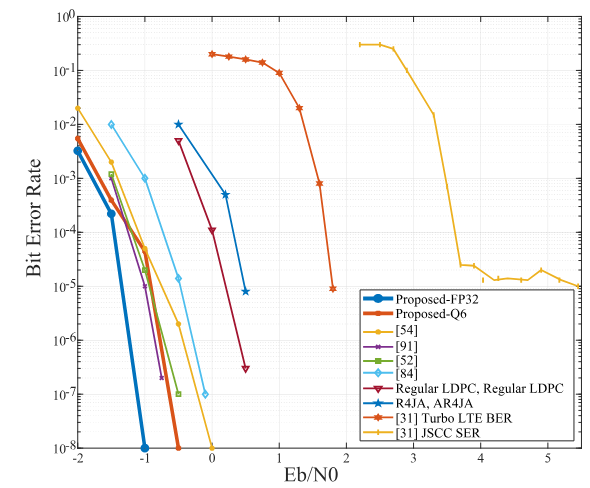 Bit Error Rate
10^0
10^-1
10^-2
10^-3
10^-4
10^-5
10^-6
10^-7
10^-8
Proposed-FP32
Proposed-Q6
[54]
[91]
[52]
[84]
Regular LDPC, Regular LDPC
R4JA, AR4JA
[31] Turbo LTE BER
[31] JSCC SER
-2 -1 0 1 2 3 4 5
Eb/N0